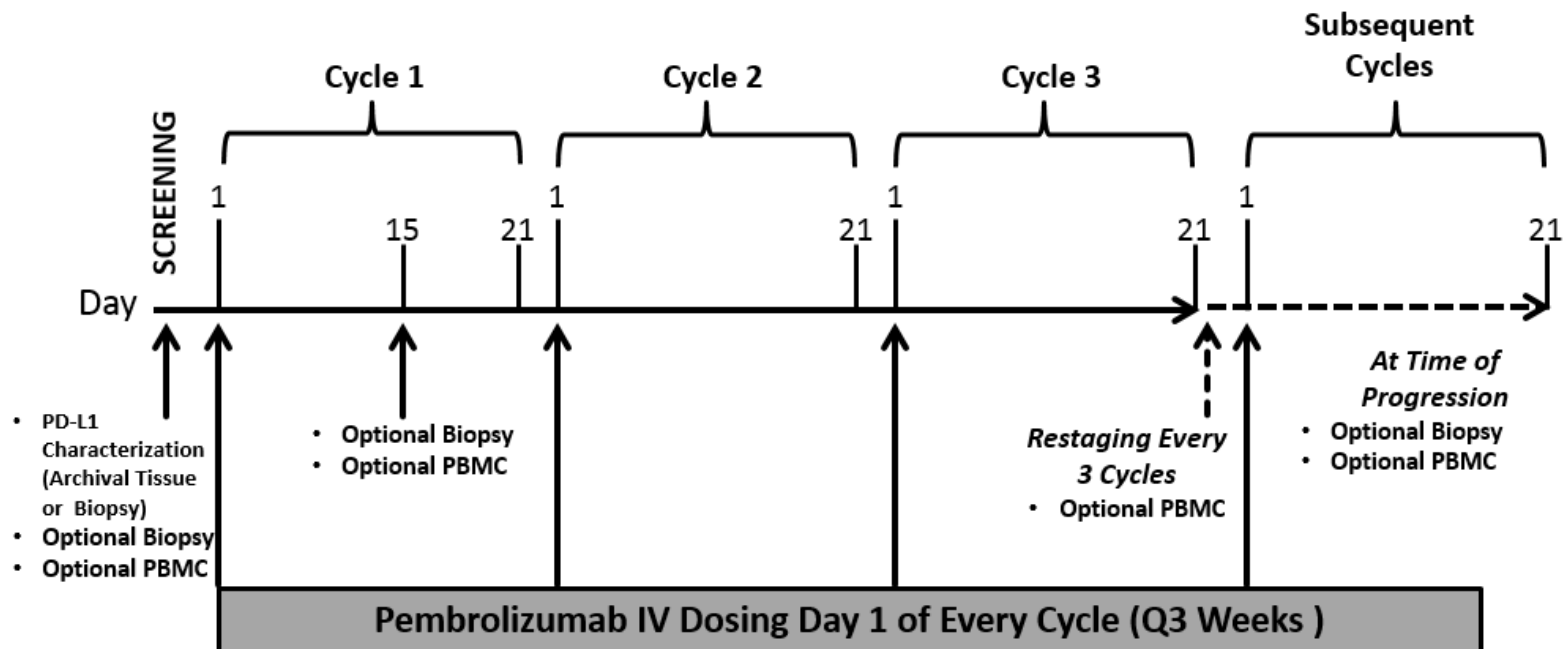 Subsequent
Cycles
Cycle 1
Cycle 2
Cycle 3
SCREENING
1
1
1
1
15
21
21
21
21
Day
• PD-L1
Characterization
(Archival Tissue
or Biopsy)
• Optional Biopsy
• Optional PBMC
• Optional Biopsy
• Optional PBMC
Restaging Every
3 Cycles
• Optional PBMC
At Time of
Progression
• Optional Biopsy
• Optional PBMC
Pembrolizumab IV Dosing Day 1 of Every Cycle (Q3 Weeks )